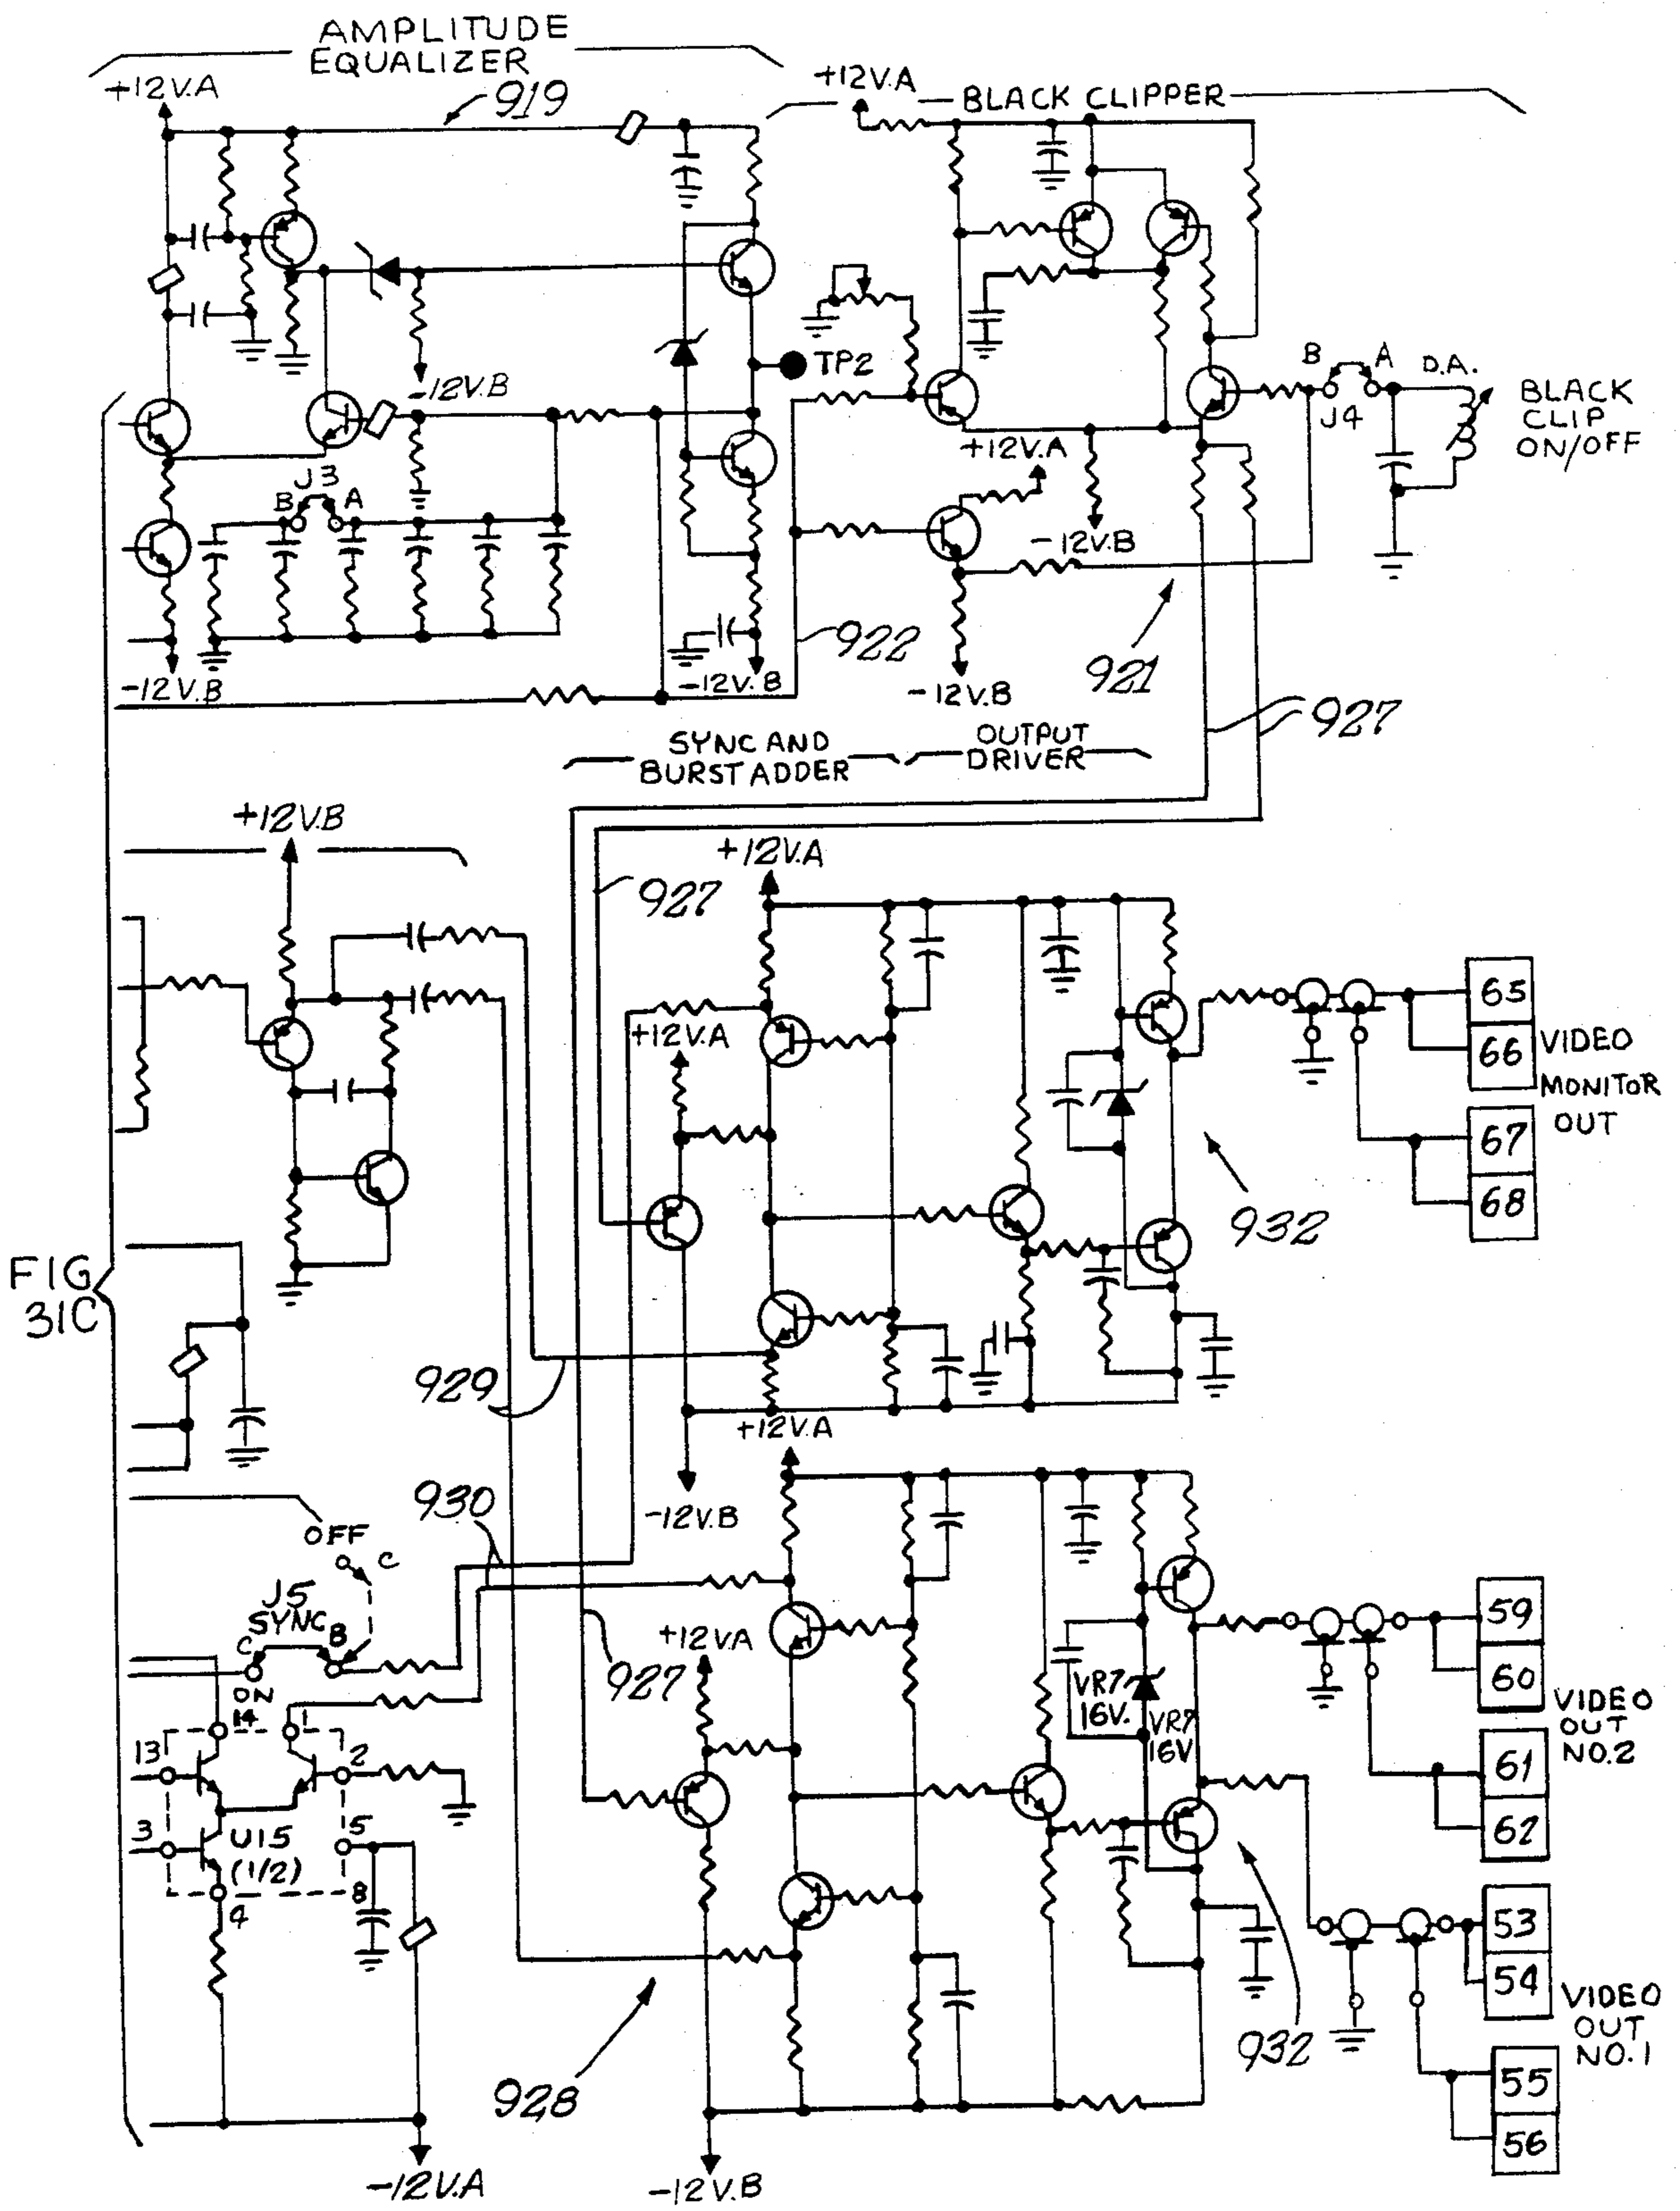 AMPLITUDE
EQUALIZER
+12V.A
919
+12V.A
BLACK CLIPPER
TP2
-12V.B
B
A
D.A.
J4
BLACK
CLIP
ON/OFF
+12V.A
J3
B
A
-12V.B
922
921
-12V.B
-12V.B
-12V.B
927
SYNC AND
BURST ADDER
OUTPUT
DRIVER
+12V.B
+12V.A
927
+12V.A
65
66
VIDEO
MONITOR
OUT
67
68
932
FIG
31C
929
+12V.A
930
-12V.B
OFF
C
J5
SYNC
C
B
ON
14
1
+12VA
927
VR7
16V.
VR7
16V
59
60
VIDEO
OUT
NO.2
61
62
13
2
3
U15
(1/2)
5
8
4
53
54
VIDEO
OUT
NO.1
55
56
928
932
-12V.A
-12V.B